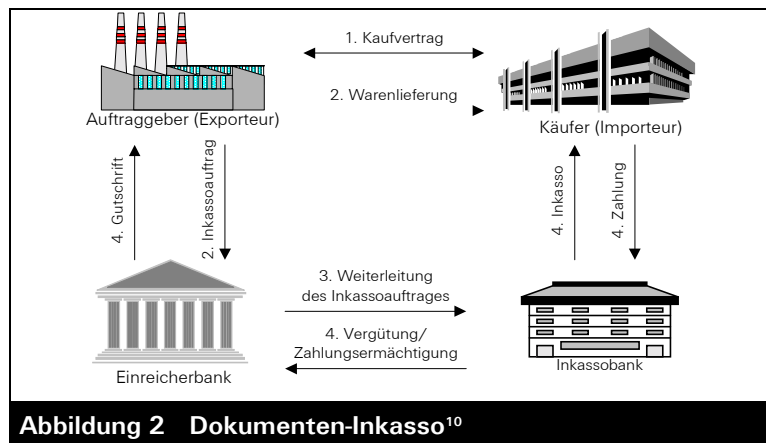 1. Kaufvertrag
2. Warenlieferung
Auftraggeber (Exporteur)
Käufer (Importeur)
4. Gutschrift
2. Inkassoauftrag
4. Inkasso
4. Zahlung
3. Weiterleitung
des Inkassoauftrages
4. Vergütung/
Zahlungsermächtigung
Einreicherbank
Inkassobank
Abbildung 2 Dokumenten-Inkasso¹⁰